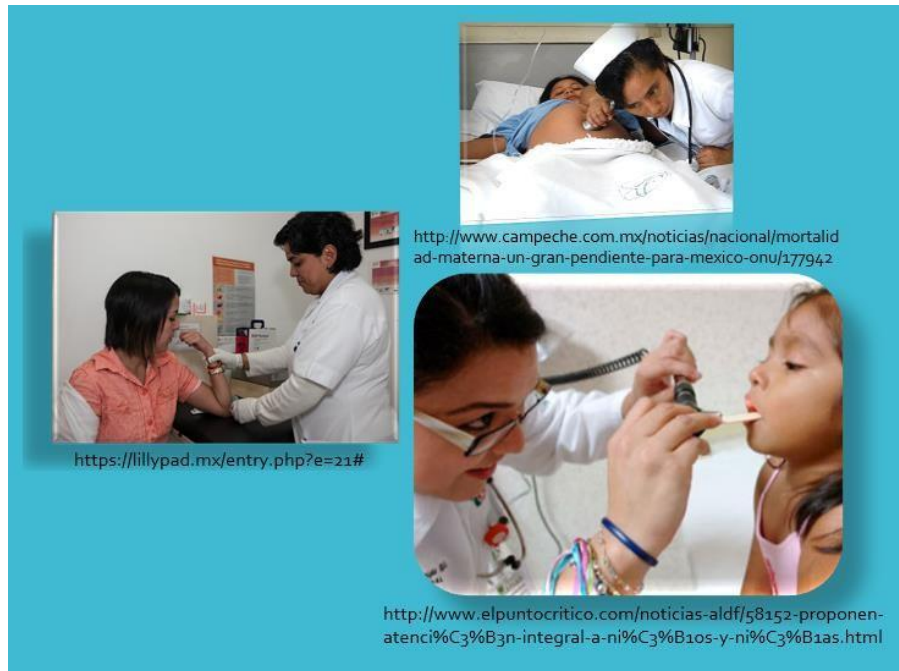 http://www.campeche.com.mx/noticias/nacional/mortalid
ad-materna-un-gran-pendiente-para-mexico-onu/177942
https://lillypad.mx/entry.php?e=21#
http://www.elpuntocritico.com/noticias-aldf/58152-proponen-
atenci%C3%B3n-integral-a-ni%C3%B1os-y-ni%C3%B1as.html